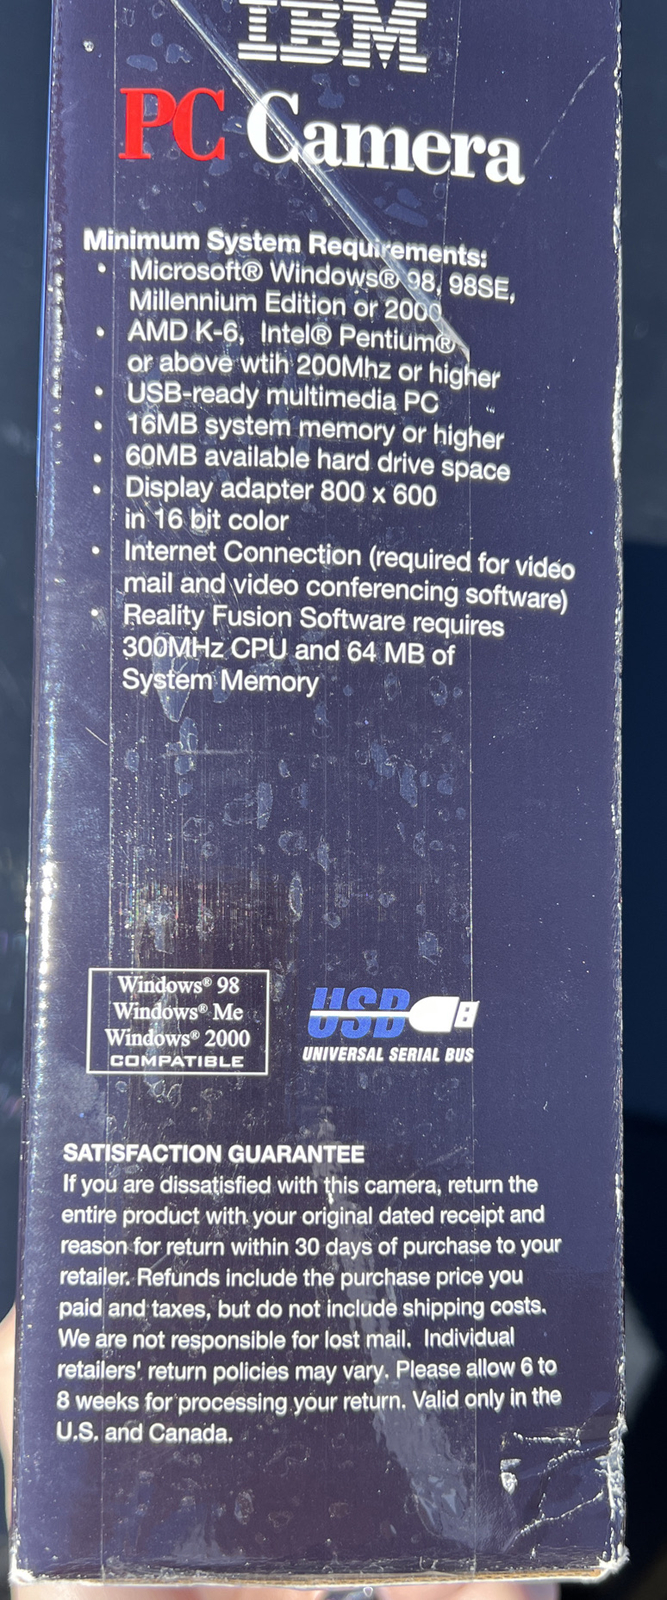 IBM
PC Camera
Minimum System Requirements:
• Microsoft® Windows® 98, 98SE,
Millennium Edition or 2000
• AMD K-6, Intel® Pentium®
or above wtih 200Mhz or higher
• USB-ready multimedia PC
• 16MB system memory or higher
• 60MB available hard drive space
• Display adapter 800 x 600
in 16 bit color
• Internet Connection (required for video
mail and video conferencing software)
• Reality Fusion Software requires
300MHz CPU and 64 MB of
System Memory
Windows® 98
Windows® Me
Windows® 2000
COMPATIBLE
USB
UNIVERSAL SERIAL BUS
SATISFACTION GUARANTEE
If you are dissatisfied with this camera, return the
entire product with your original dated receipt and
reason for return within 30 days of purchase to your
retailer. Refunds include the purchase price you
paid and taxes, but do not include shipping costs.
We are not responsible for lost mail. Individual
retailers' return policies may vary. Please allow 6 to
8 weeks for processing your return. Valid only in the
U.S. and Canada.